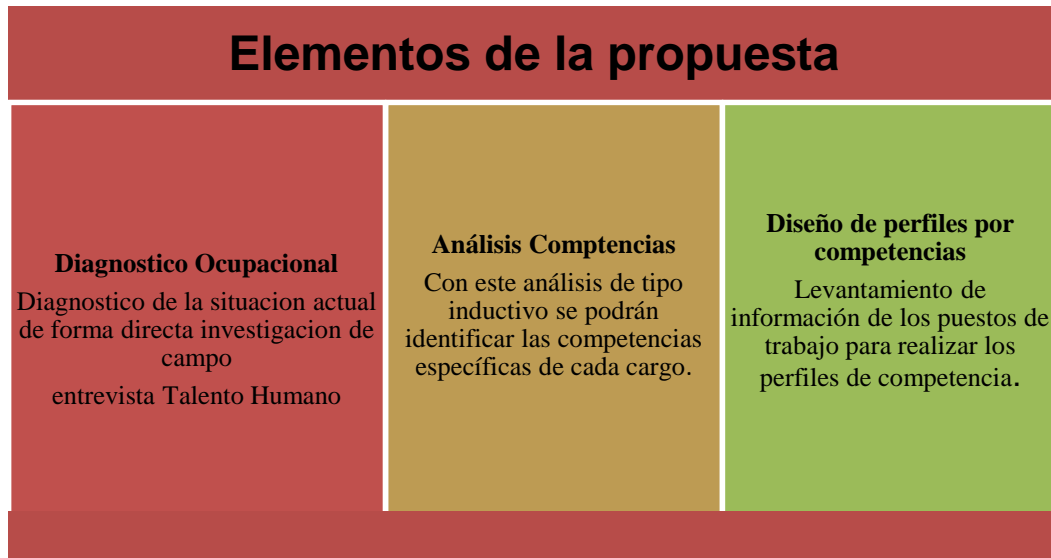 Elementos de la propuesta
Diagnostico Ocupacional
Diagnostico de la situacion actual
de forma directa investigacion de
campo
entrevista Talento Humano
Análisis Comptencias
Con este análisis de tipo
inductivo se podrán
identificar las competencias
específicas de cada cargo.
Diseño de perfiles por
competencias
Levantamiento de
información de los puestos de
trabajo para realizar los
perfiles de competencia.